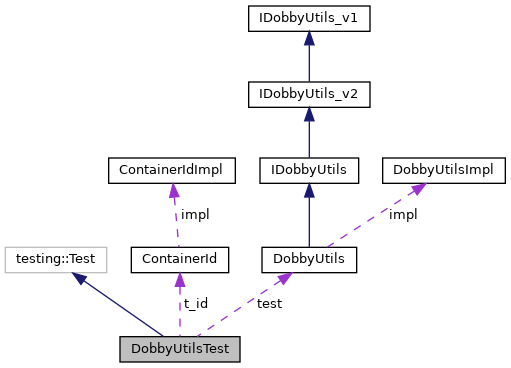 IDobbyUtils_v1
IDobbyUtils_v2
ContainerIdImpl
IDobbyUtils
DobbyUtilsImpl
impl
impl
testing::Test
ContainerId
DobbyUtils
t_id
test
DobbyUtilsTest